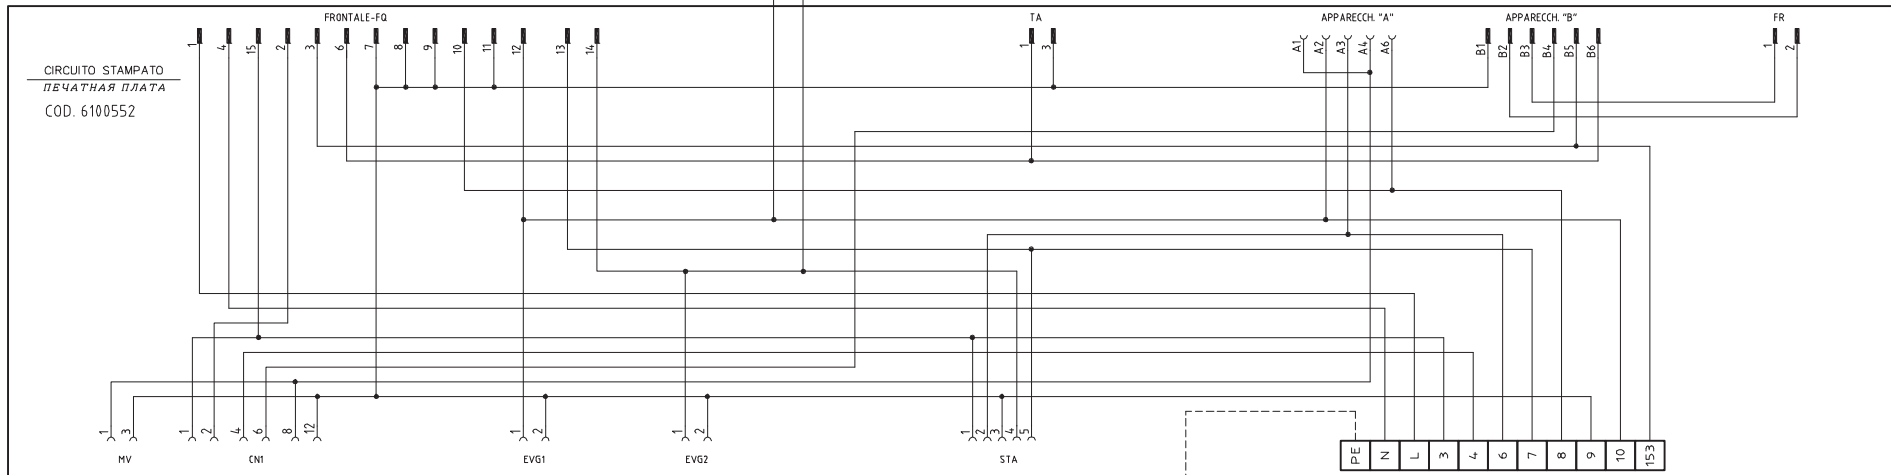 FRONTALE-FQ
TA
APPARECCH. "A"
APPARECCH. "B"
FR
1
4
15
2
3
6
7
8
9
10
11
12
13
14
1
3
A1
A2
A3
A4
A6
B1
B2
B3
B4
B5
B6
1
2
CIRCUITO STAMPATO
ПЕЧАТНАЯ ПЛАТА
COD. 6100552
1
3
1
2
4
6
8
12
1
2
1
2
1
2
3
4
5
MV
CN1
EVG1
EVG2
STA
PE
N
L
3
4
6
7
8
9
10
153